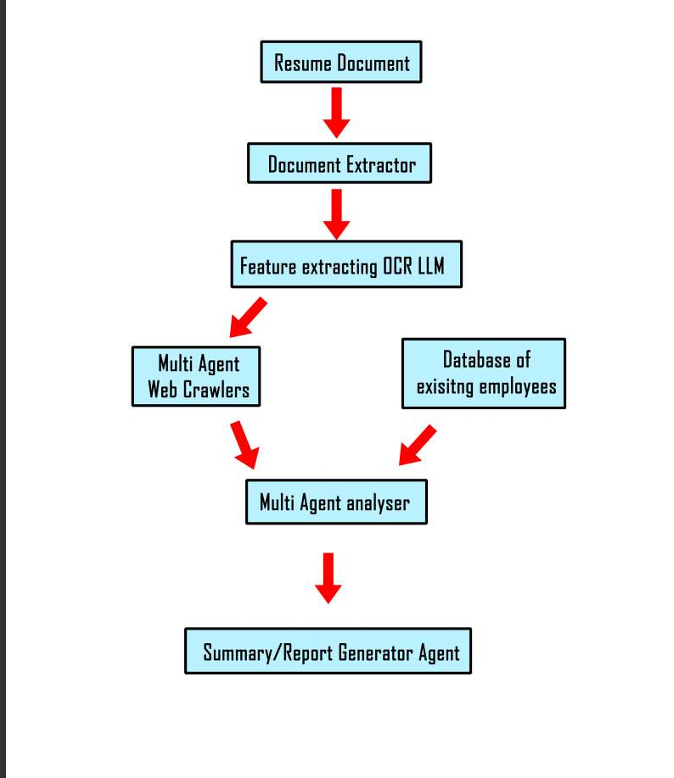 Resume Document
Document Extractor
Feature extracting OCR LLM
Multi Agent
Web Crawlers
Database of
exisitng employees
Multi Agent analyser
Summary/Report Generator Agent